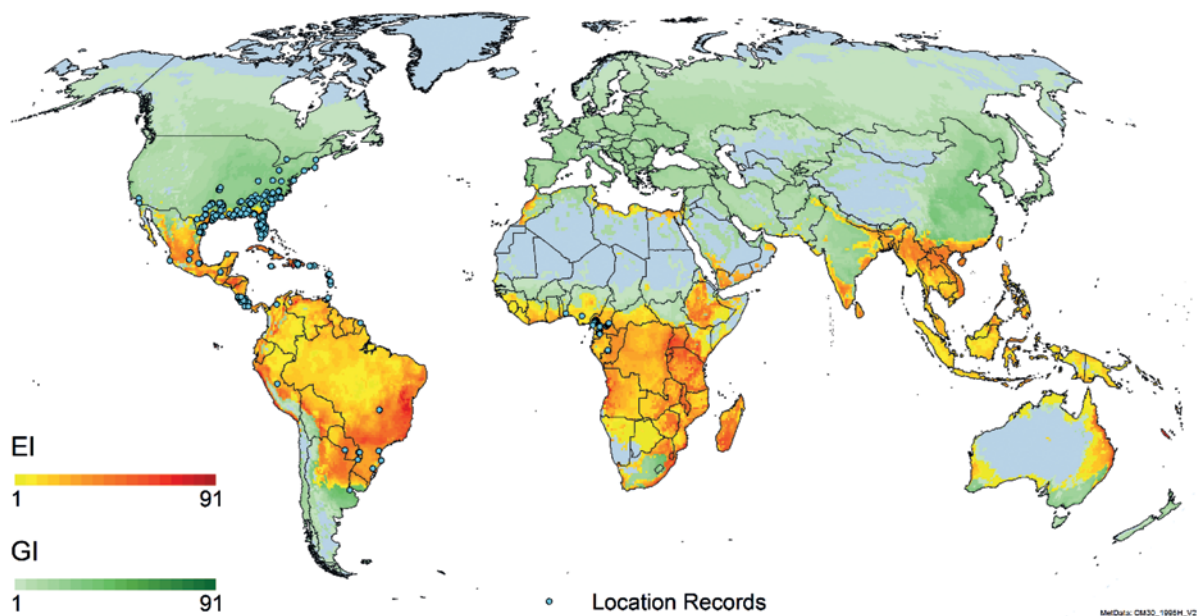 EI
1 91
GI
1 91
Location Records
MetData: CM30_1995H_V2